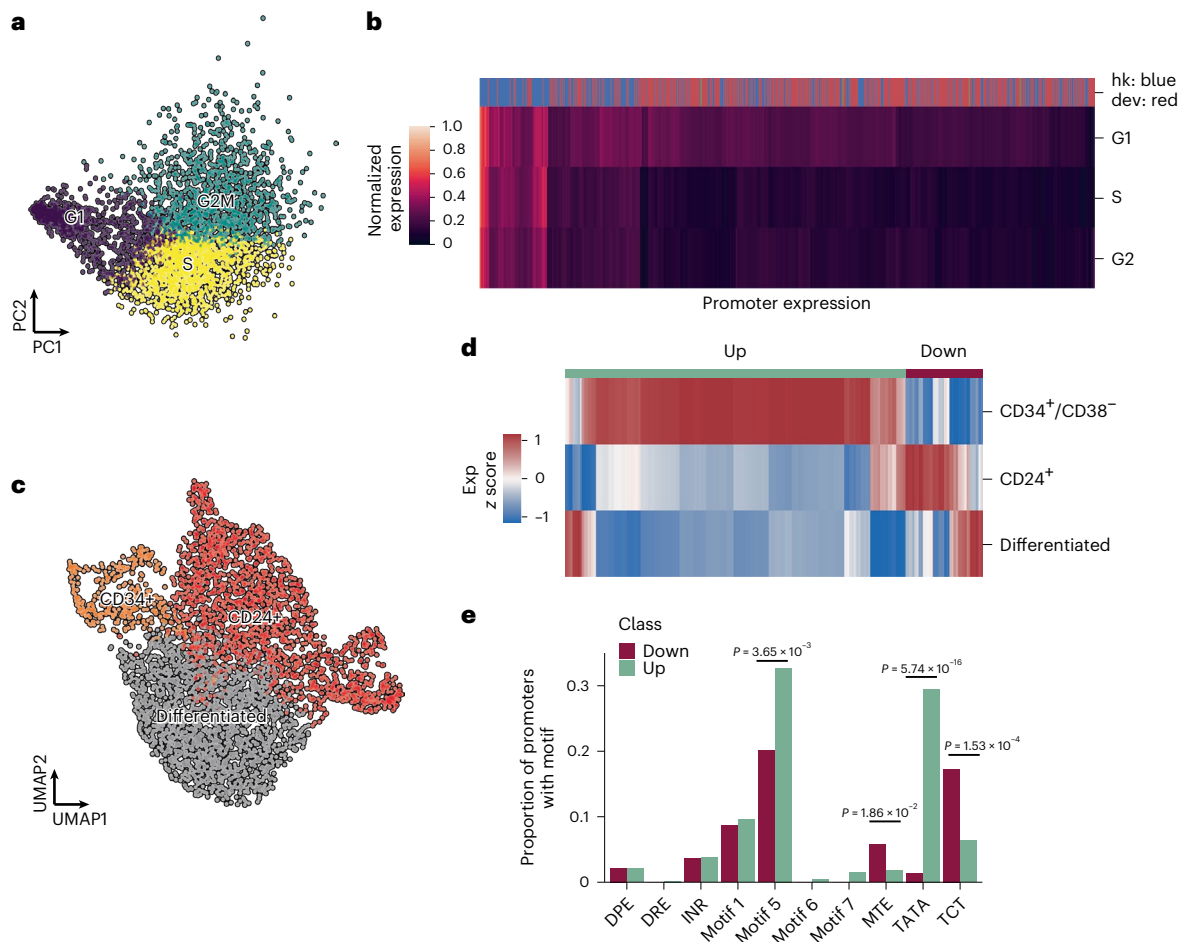 a
G1
G2M
S
PC2
PC1
b
hk: blue
dev: red
G1
S
G2
Normalized
expression
1.0
0.8
0.6
0.4
0.2
0
Promoter expression
c
CD34+
CD24+
Differentiated
UMAP2
UMAP1
d
Up
Down
CD34+/CD38−
CD24+
Differentiated
Exp
z score
1
0
−1
e
Class
Down
Up
P = 3.65 × 10−3
P = 5.74 × 10−16
P = 1.53 × 10−4
P = 1.86 × 10−2
Proportion of promoters
with motif
0.3
0.2
0.1
0
DPE
DRE
INR
Motif 1
Motif 5
Motif 6
Motif 7
MTE
TATA
TCT